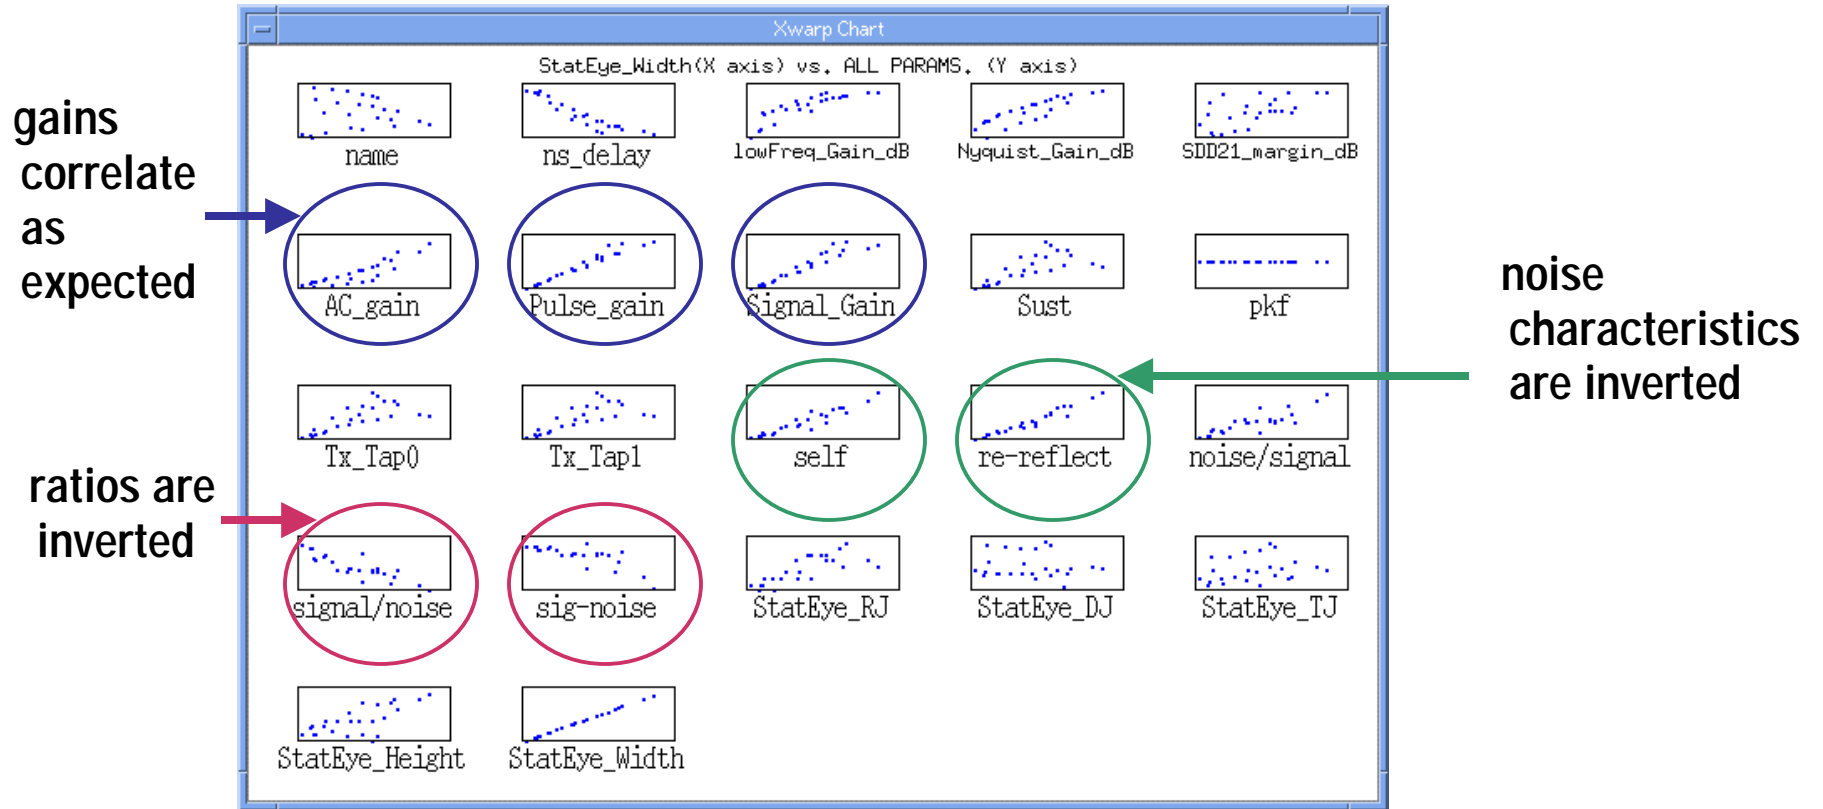 Xwarp Chart
StatEye_Width(X axis) vs. ALL PARAMS. (Y axis)
name
ns_delay
lowFreq_Gain_dB
Nyquist_Gain_dB
SDD21_margin_dB
gains
correlate
as
expected
AC_gain
Pulse_gain
Signal_Gain
Sust
pkf
noise
characteristics
are inverted
Tx_Tap0
Tx_Tap1
self
re-reflect
noise/signal
ratios are
inverted
signal/noise
sig-noise
StatEye_RJ
StatEye_DJ
StatEye_TJ
StatEye_Height
StatEye_Width